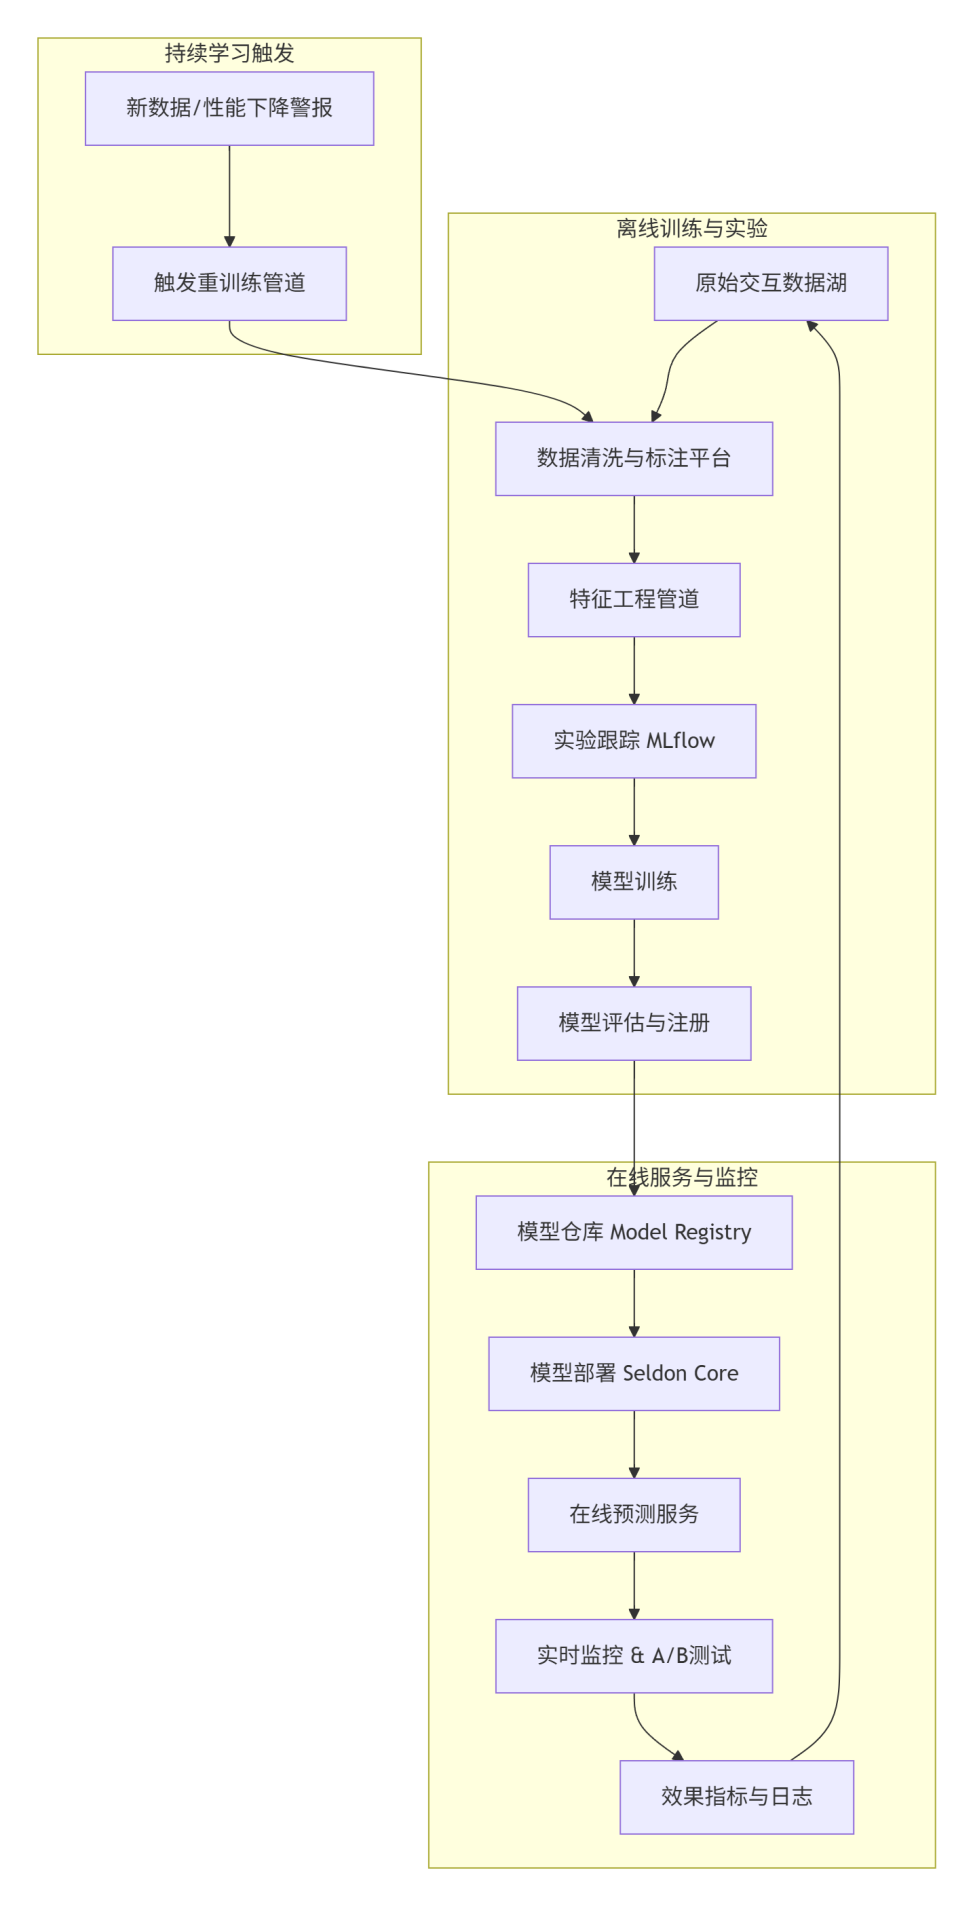 持续学习触发
新数据/性能下降警报
触发重训练管道
离线训练与实验
原始交互数据湖
数据清洗与标注平台
特征工程管道
实验跟踪 MLflow
模型训练
模型评估与注册
在线服务与监控
模型仓库 Model Registry
模型部署 Seldon Core
在线预测服务
实时监控 & A/B测试
效果指标与日志